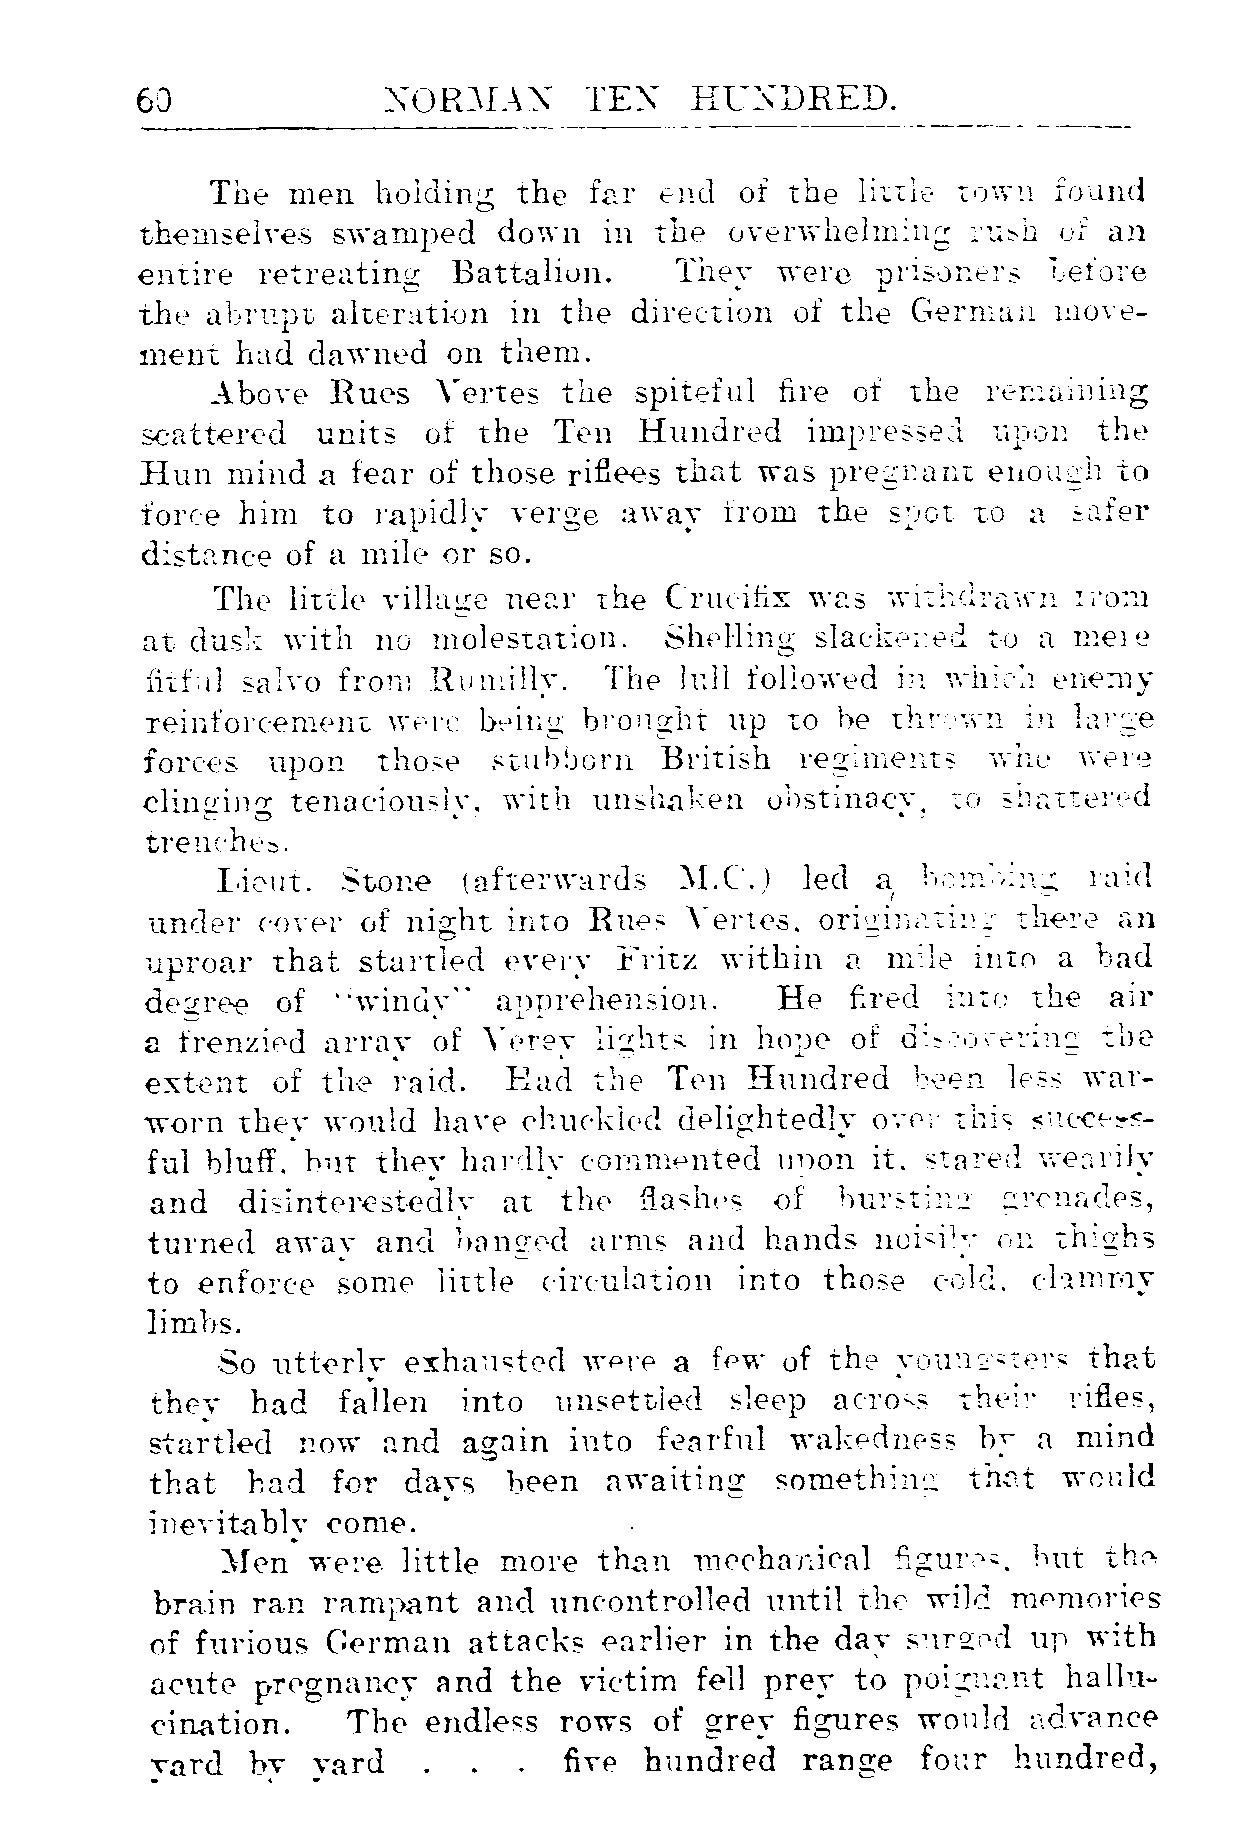 60 NORMAN TEN HUNDRED.
The men holding the far end of the little town found
themselves swamped down in the overwhelming rush of an
entire retreating Battalion. They were prisoners before
the abrupt alteration in the direction of the German move-
ment had dawned on them.
Above Rues Vertes the spiteful fire of the remaining
scattered units of the Ten Hundred impressed upon the
Hun mind a fear of those riflees that was pregnant enough to
force him to rapidly verge away from the spot to a safer
distance of a mile or so.
The little village near the Crucifix was withdrawn from
at dusk with no molestation. Shelling slackened to a mere
fitful salvo from Rumilly. The lull followed in which enemy
reinforcement were being brought up to be thrown in large
forces upon those stubborn British regiments who were
clinging tenaciously, with unshaken obstinacy, to shattered
trenches.
Lieut. Stone (afterwards M.C.) led a bombing raid
under cover of night into Rues Vertes, originating there an
uproar that startled every Fritz within a mile into a bad
degree of "windy" apprehension. He fired into the air
a frenzied array of Verey lights in hope of discovering the
extent of the raid. Had the Ten Hundred been less war-
worn they would have chuckled delightedly over this success-
ful bluff, but they hardly commented upon it, stared wearily
and disinterestedly at the flashes of bursting grenades,
turned away and banged arms and hands noisily on thighs
to enforce some little circulation into those cold, clammy
limbs.
So utterly exhausted were a few of the youngsters that
they had fallen into unsettled sleep across their rifles,
startled now and again into fearful wakedness by a mind
that had for days been awaiting something that would
inevitably come.
Men were little more than mechanical figures, but the
brain ran rampant and uncontrolled until the wild memories
of furious German attacks earlier in the day surged up with
acute pregnancy and the victim fell prey to poignant hallu-
cination. The endless rows of grey figures would advance
yard by yard . . . five hundred range four hundred,